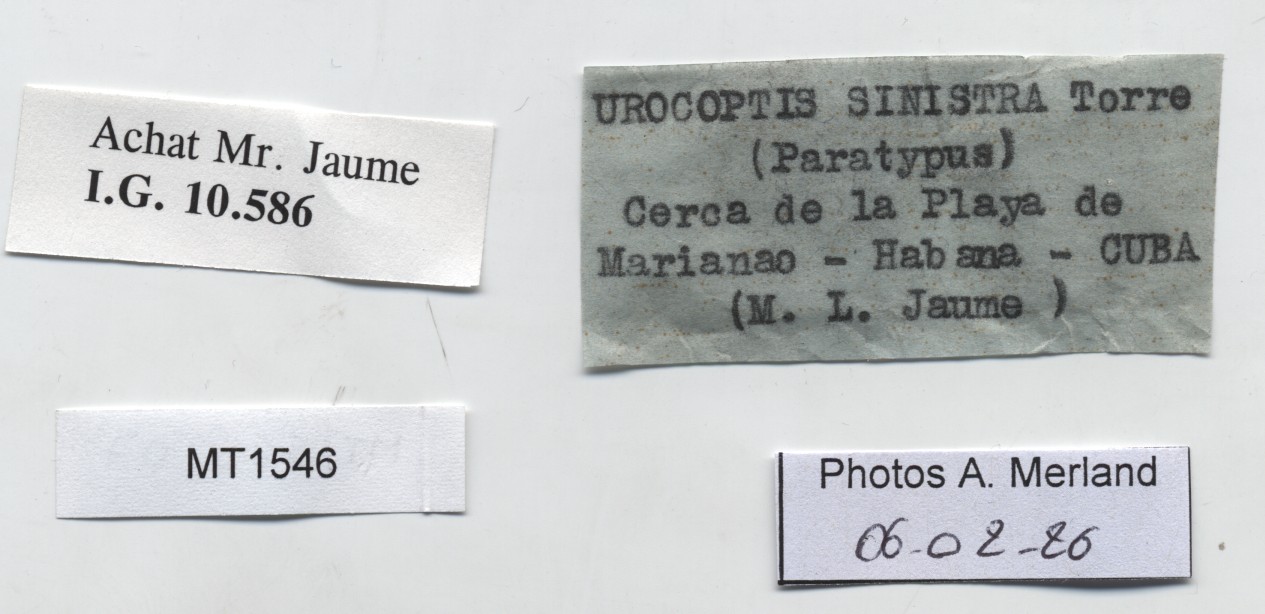 Achat Mr. Jaume
I.G. 10.586
UROCOPTIS SINISTRA Torre
(Paratypus)
Cerca de la Playa de
Marianao - Habana - CUBA
(M. L. Jaume )
MT1546
Photos A. Merland
06-02-26